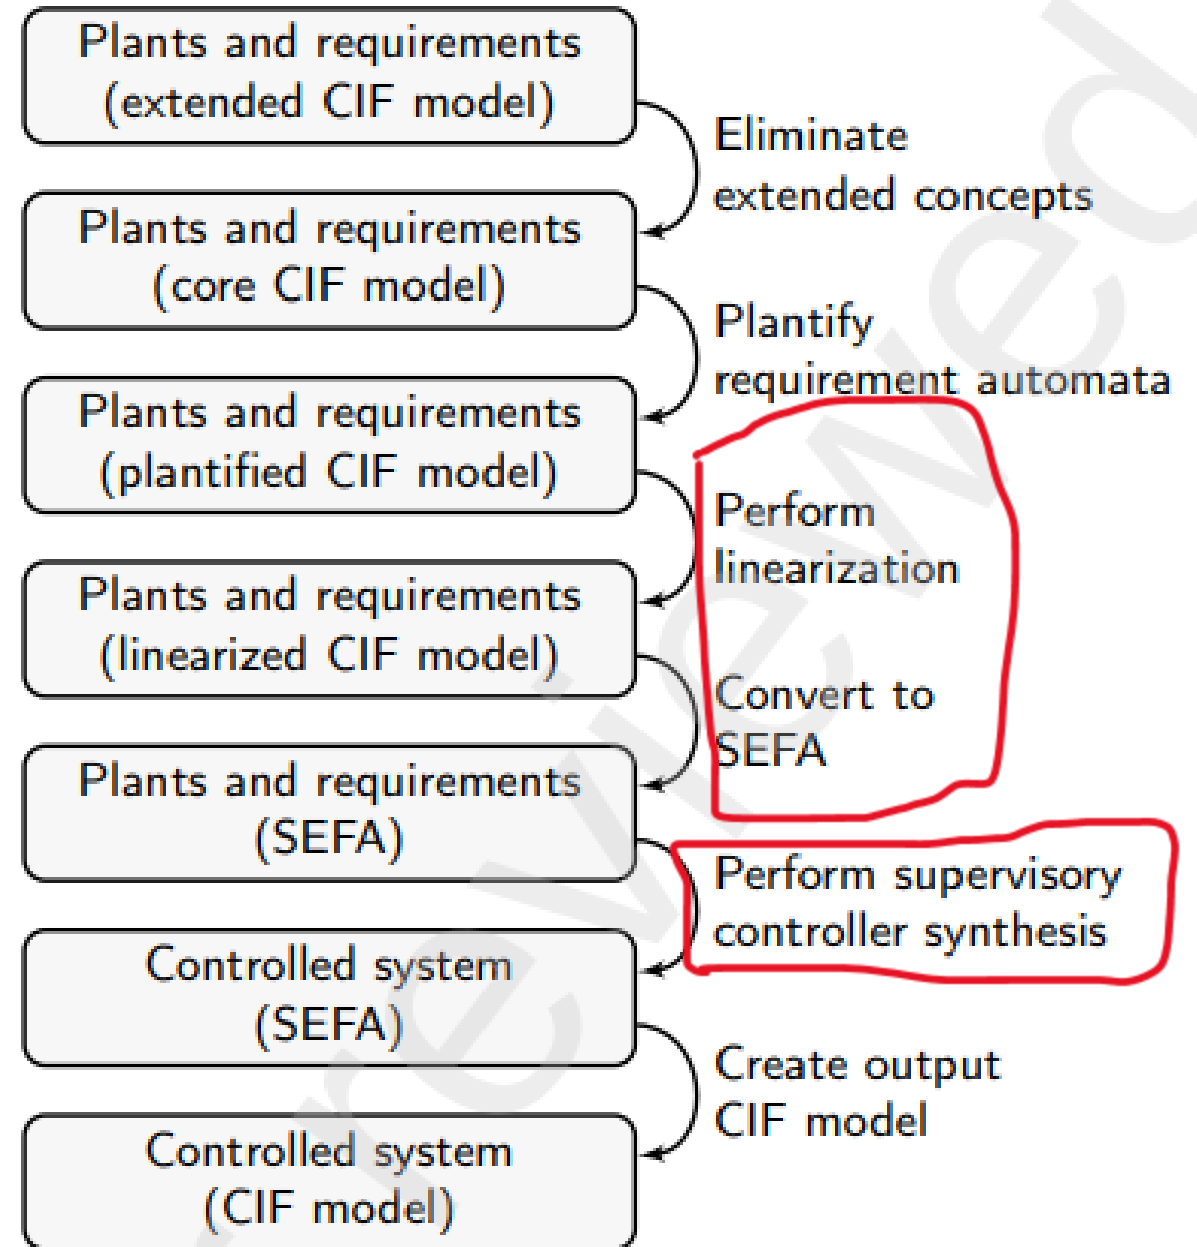 Plants and requirements
(extended CIF model)
Eliminate
extended concepts
Plants and requirements
(core CIF model)
Plantify
requirement automata
Plants and requirements
(plantified CIF model)
Perform
linearization
Plants and requirements
(linearized CIF model)
Convert to
SEFA
Plants and requirements
(SEFA)
Perform supervisory
controller synthesis
Controlled system
(SEFA)
Create output
CIF model
Controlled system
(CIF model)
reviewed